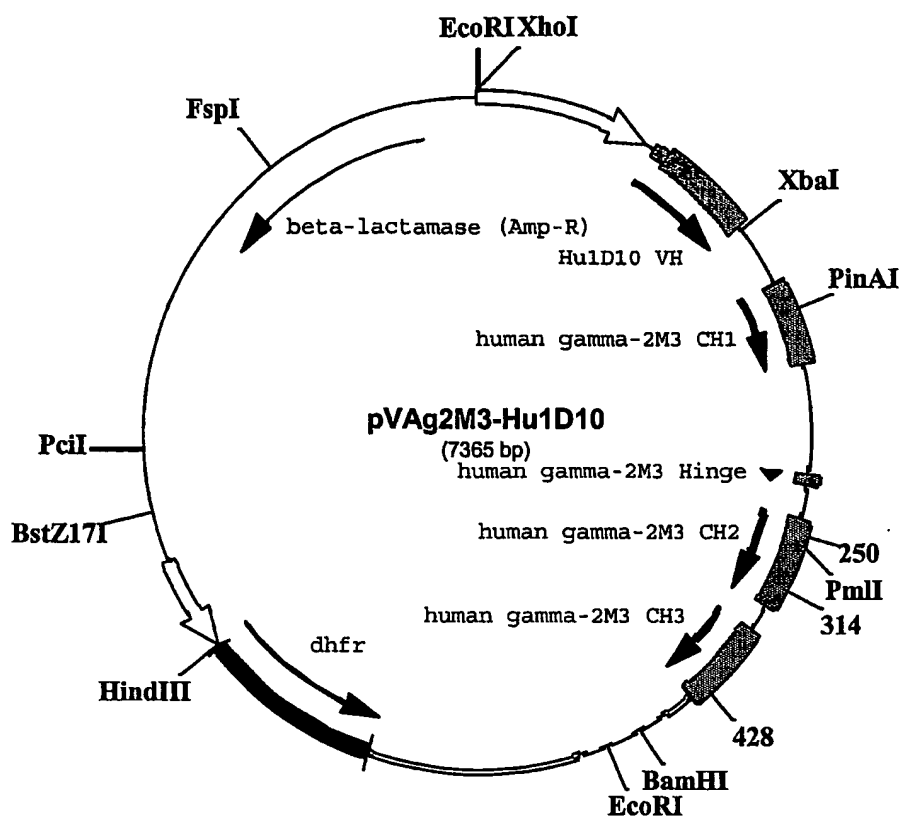 EcoRI XhoI
FspI
XbaI
beta-lactamase (Amp-R)
Hu1D10 VH
PinAI
human gamma-2M3 CH1
pVAg2M3-Hu1D10
(7365 bp)
PciI
human gamma-2M3 Hinge
BstZ17I
human gamma-2M3 CH2
250
PmlI
314
human gamma-2M3 CH3
dhfr
HindIII
428
BamHI
EcoRI